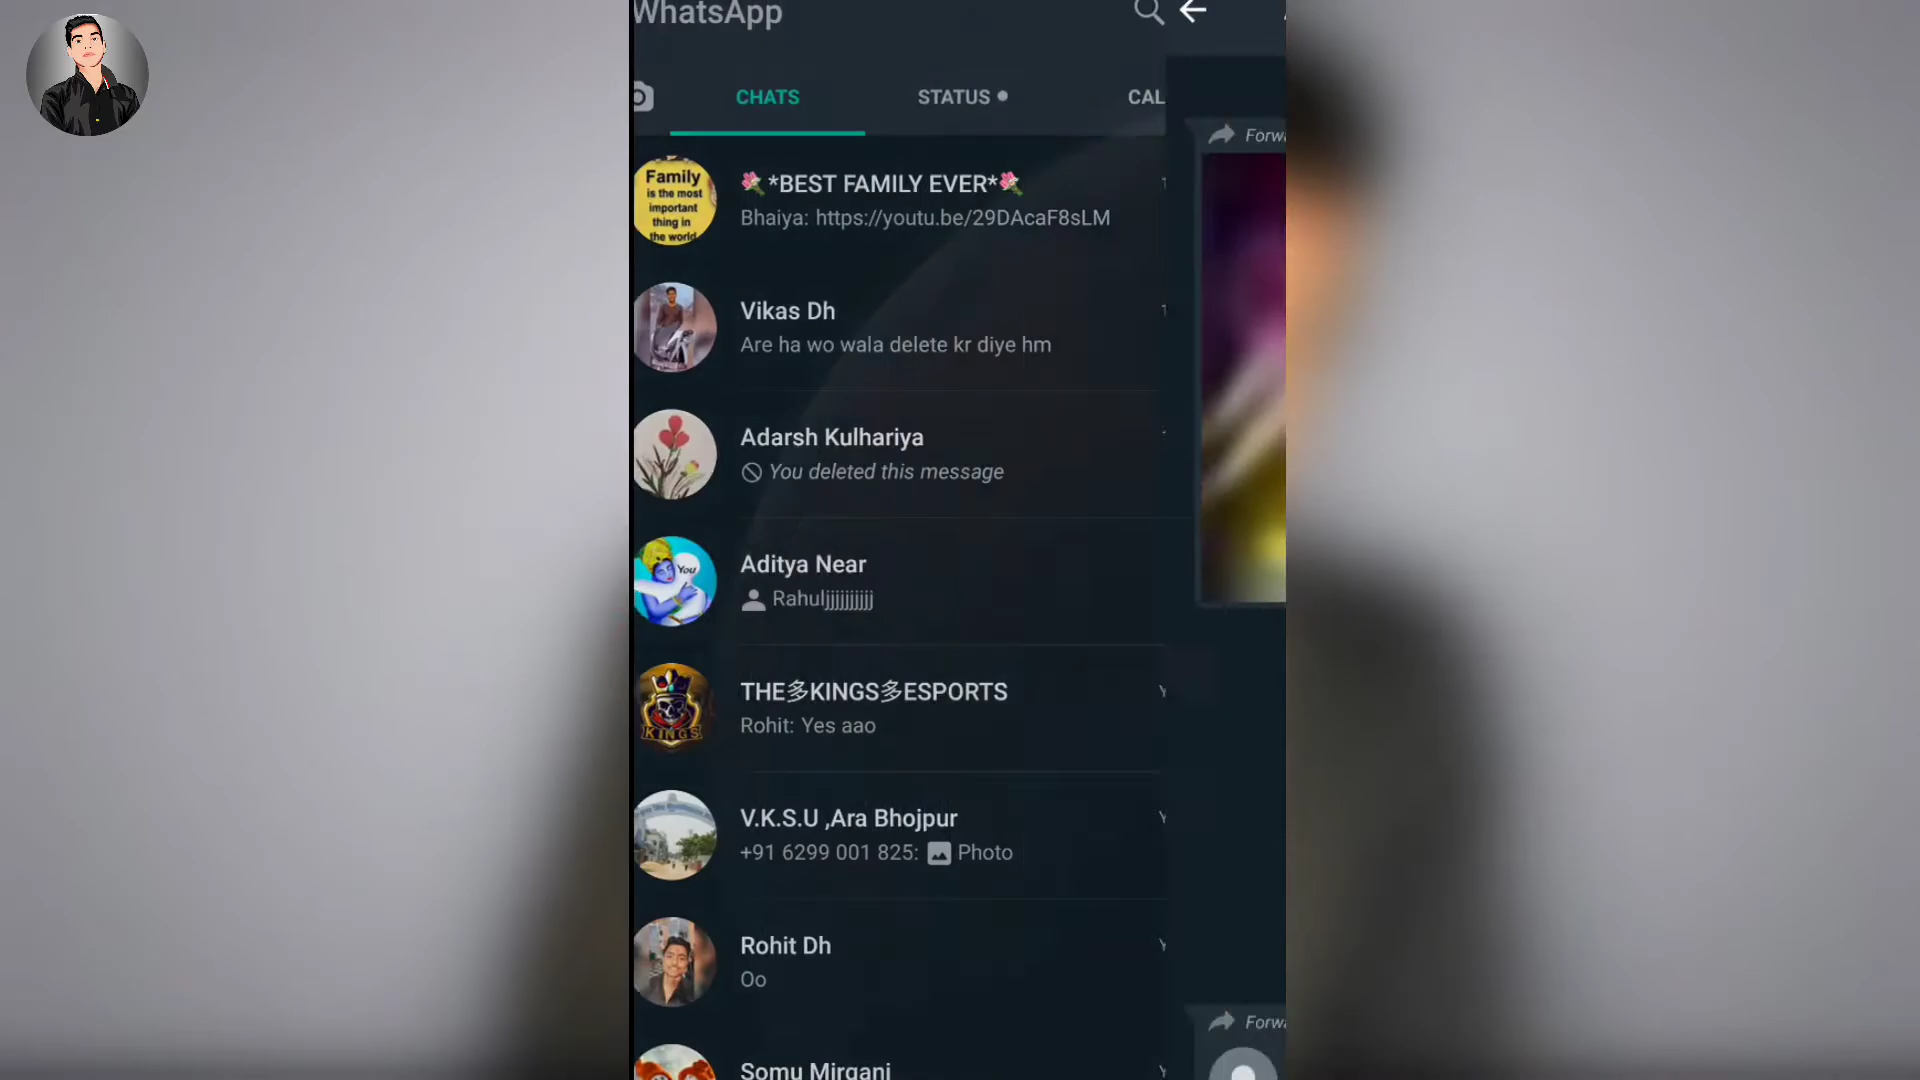 WhatsApp
CHATS
STATUS
CAL
Forw
Family
is the most
important
thing in
the world
💐*BEST FAMILY EVER*💐
Bhaiya: https://youtu.be/29DAcaF8sLM
Vikas Dh
Are ha wo wala delete kr diye hm
Adarsh Kulhariya
You deleted this message
You
Aditya Near
Rahuljjjjjjjjjj
KINGS
THE多KINGS多ESPORTS
Rohit: Yes aao
V.K.S.U ,Ara Bhojpur
+91 6299 001 825: Photo
Rohit Dh
Oo
Forw
Somu Mirganj